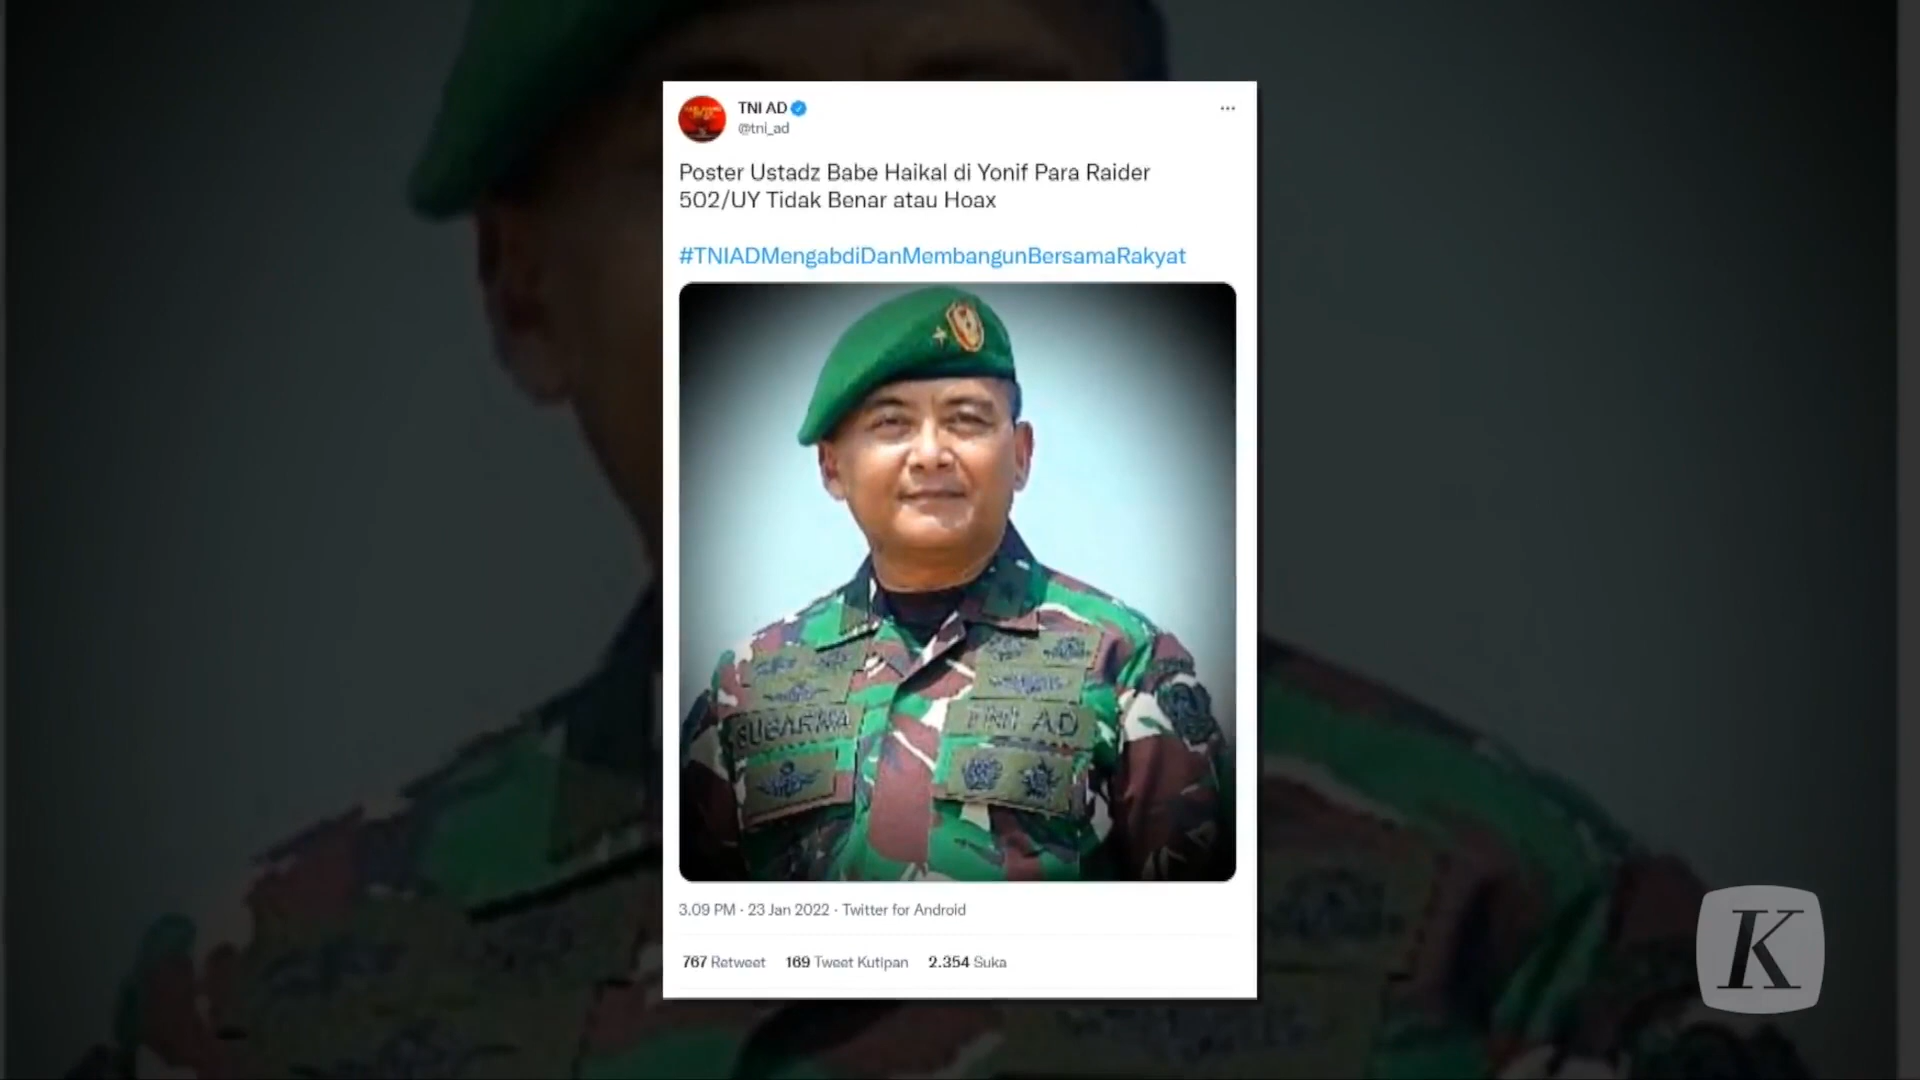 TNI AD
@tni_ad
Poster Ustadz Babe Haikal di Yonif Para Raider
502/UY Tidak Benar atau Hoax
#TNIADMengabdiDanMembangunBersamaRakyat
TNI AD
3.09 PM · 23 Jan 2022 · Twitter for Android
767 Retweet 169 Tweet Kutipan 2.354 Suka
K